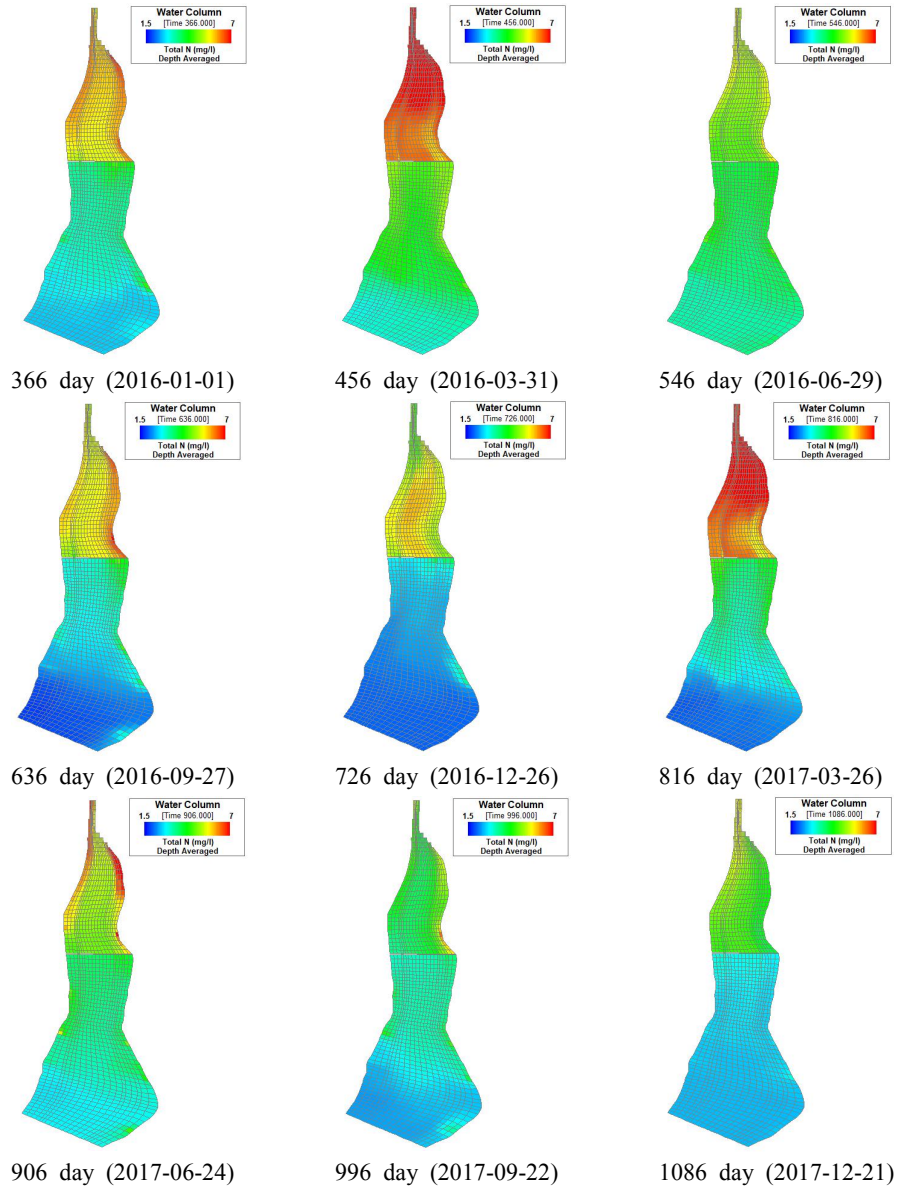 Water Column
1.5 [Time 366.000] 7
Total N (mg/l)
Depth Averaged
Water Column
1.5 [Time 456.000] 7
Total N (mg/l)
Depth Averaged
Water Column
1.5 [Time 546.000] 7
Total N (mg/l)
Depth Averaged
366 day (2016-01-01)
456 day (2016-03-31)
546 day (2016-06-29)
Water Column
1.5 [Time 636.000] 7
Total N (mg/l)
Depth Averaged
Water Column
1.5 [Time 726.000] 7
Total N (mg/l)
Depth Averaged
Water Column
1.5 [Time 816.000] 7
Total N (mg/l)
Depth Averaged
636 day (2016-09-27)
726 day (2016-12-26)
816 day (2017-03-26)
Water Column
1.5 [Time 906.000] 7
Total N (mg/l)
Depth Averaged
Water Column
1.5 [Time 996.000] 7
Total N (mg/l)
Depth Averaged
Water Column
1.5 [Time 1086.000] 7
Total N (mg/l)
Depth Averaged
906 day (2017-06-24)
996 day (2017-09-22)
1086 day (2017-12-21)